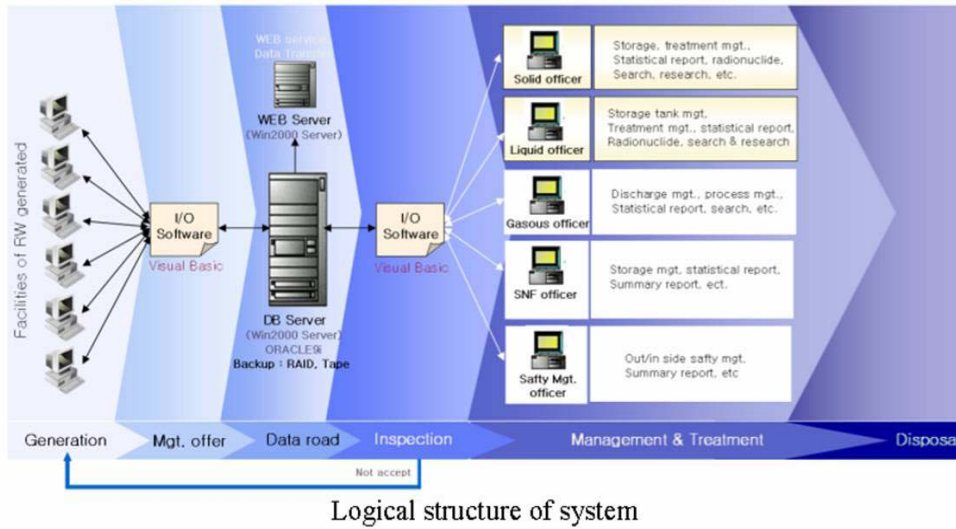 Facilities of RW generated
I/O
Software
Visual Basic
WEB service
Data Transfer
WEB Server
(Win2000 Server)
DB Server
(Win2000 Server)
ORACLE9i
Backup : RAID, Tape
I/O
Software
Visual Basic
Solid officer
Storage, treatment mgt.,
Statistical report, radionuclide,
Search, research, etc.
Liquid officer
Storage tank mgt.
Treatment mgt., statistical report,
Radionuclide, search & research
Gasous officer
Discharge mgt., process mgt.,
Statistical report, search, etc.
SNF officer
Storage mgt, statistical report,
Summary report, ect.
Safty Mgt.
officer
Out/in side safty mgt.
Summary report, etc
Generation
Mgt. offer
Data road
Inspection
Management & Treatment
Disposa
Not accept
Logical structure of system